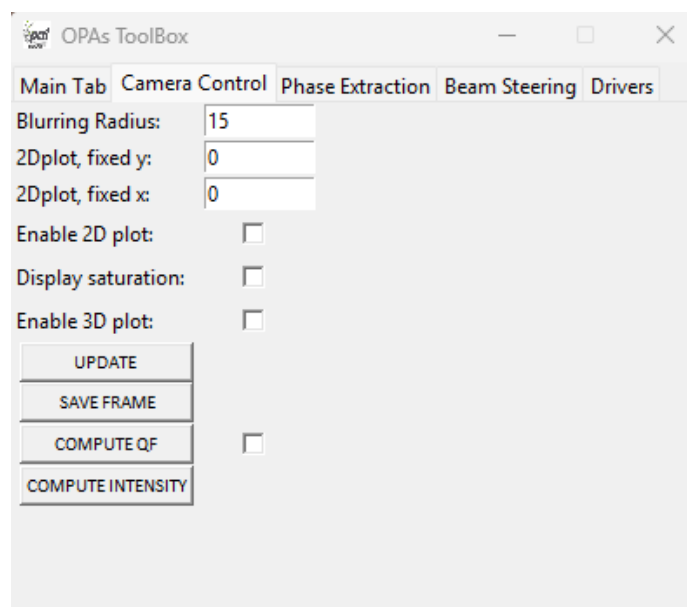 OPAs ToolBox
Main Tab Camera Control Phase Extraction Beam Steering Drivers
Blurring Radius: 15
2Dplot, fixed y: 0
2Dplot, fixed x: 0
Enable 2D plot:
Display saturation:
Enable 3D plot:
UPDATE
SAVE FRAME
COMPUTE QF
COMPUTE INTENSITY